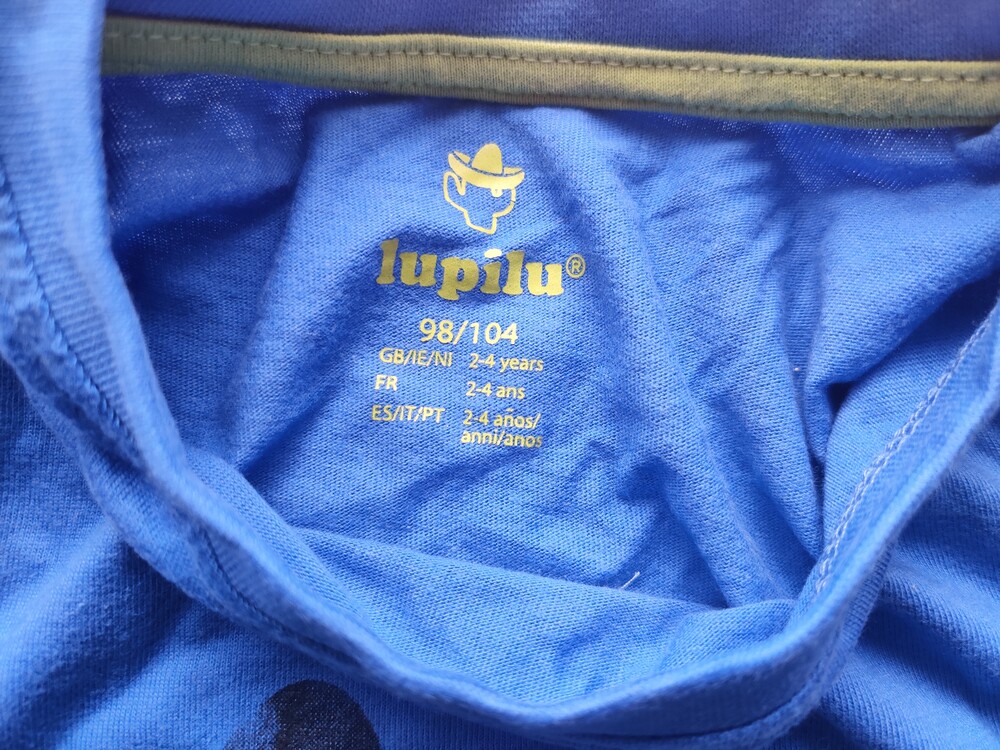 lupilu®
98/104
GB/IE/NI 2-4 years
FR 2-4 ans
ES/IT/PT 2-4 años/
anni/anos